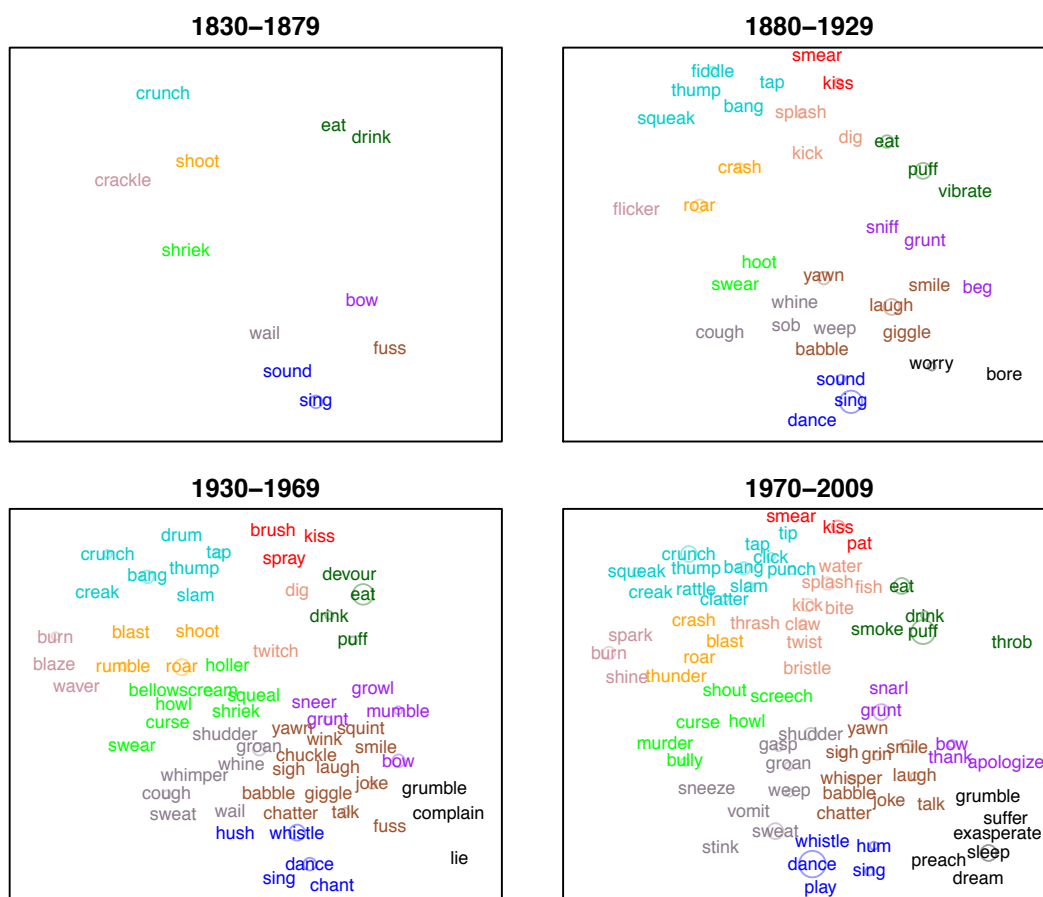 1830–1879
crunch
eat
drink
shoot
crackle
shriek
bow
wail
fuss
sound
sing
1880–1929
smear
fiddle
tap
kiss
thump
bang
splash
squeak
dig
eat
kick
crash
puff
vibrate
roar
flicker
sniff
grunt
hoot
yawn
swear
smile
beg
whine
laugh
sob
weep
cough
giggle
babble
worry
bore
sound
sing
dance
1930–1969
brush
drum
kiss
crunch
tap
spray
thump
bang
devour
creak
slam
dig
eat
drink
blast
shoot
burn
puff
twitch
blaze
rumble
roar
holler
waver
bellow
scream
squeal
growl
howl
sneer
shriek
grunt
mumble
curse
yawn
squint
shudder
wink
swear
groan
smile
chuckle
whine
bow
sigh
laugh
whimper
joke
grumble
cough
babble
giggle
sweat
wail
chatter
talk
complain
fuss
hush
whistle
lie
dance
sing
chant
1970–2009
smear
kiss
tip
tap
pat
crunch
click
squeak
thump
bang
punch
water
splash
fish
eat
creak
rattle
slam
clatter
kick
bite
drink
crash
thrash
claw
smoke
puff
spark
blast
twist
throb
burn
roar
bristle
shine
thunder
shout
screech
snarl
grunt
curse
howl
yawn
shudder
murder
gasp
smile
bow
sigh
grin
thank
bully
groan
apologize
whisper
laugh
sneeze
weep
babble
joke
talk
grumble
vomit
chatter
suffer
sweat
exasperate
stink
whistle
hum
sleep
dance
sing
preach
play
dream